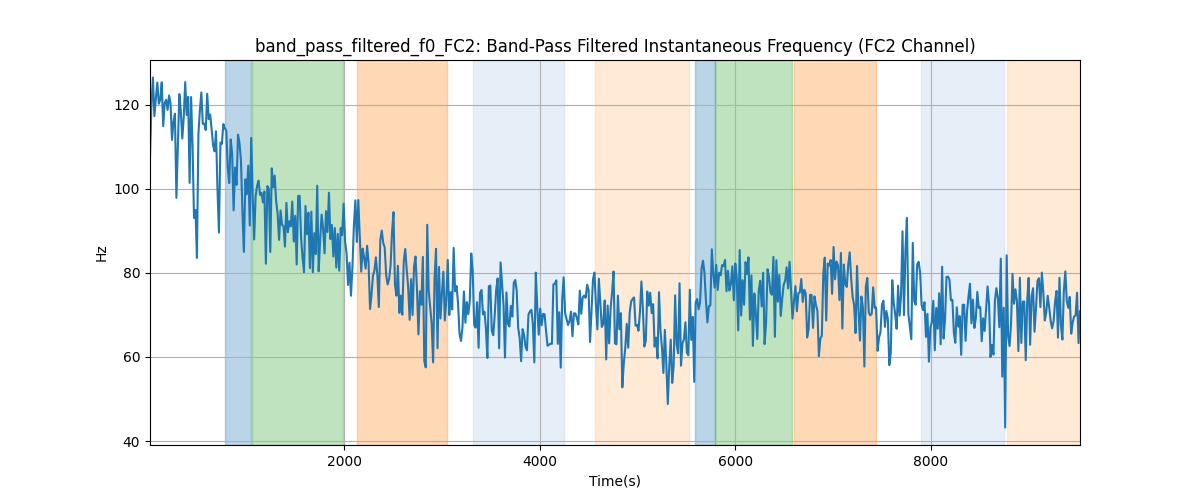 band_pass_filtered_f0_FC2: Band-Pass Filtered Instantaneous Frequency (FC2 Channel)
120
100
80
60
40
Hz
2000 4000 6000 8000
Time(s)